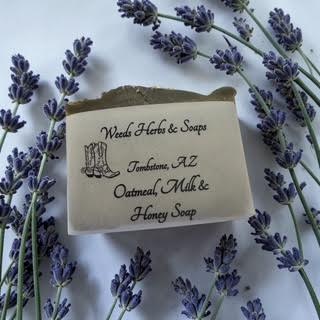 Weeds Herbs & Soaps
Tombstone, AZ
Oatmeal, Milk &
Honey Soap